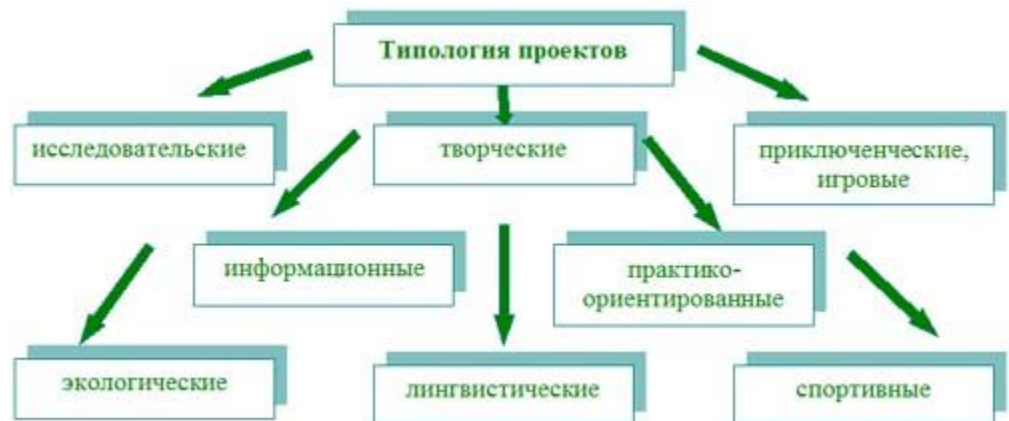 Типология проектов
исследовательские
творческие
приключенческие,
игровые
информационные
практико-
ориентированные
экологические
лингвистические
спортивные